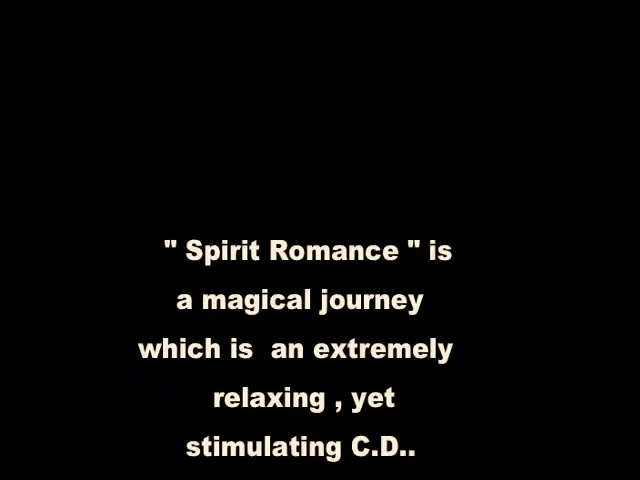 " Spirit Romance " is
a magical journey
which is  an extremely
relaxing , yet
stimulating C.D..